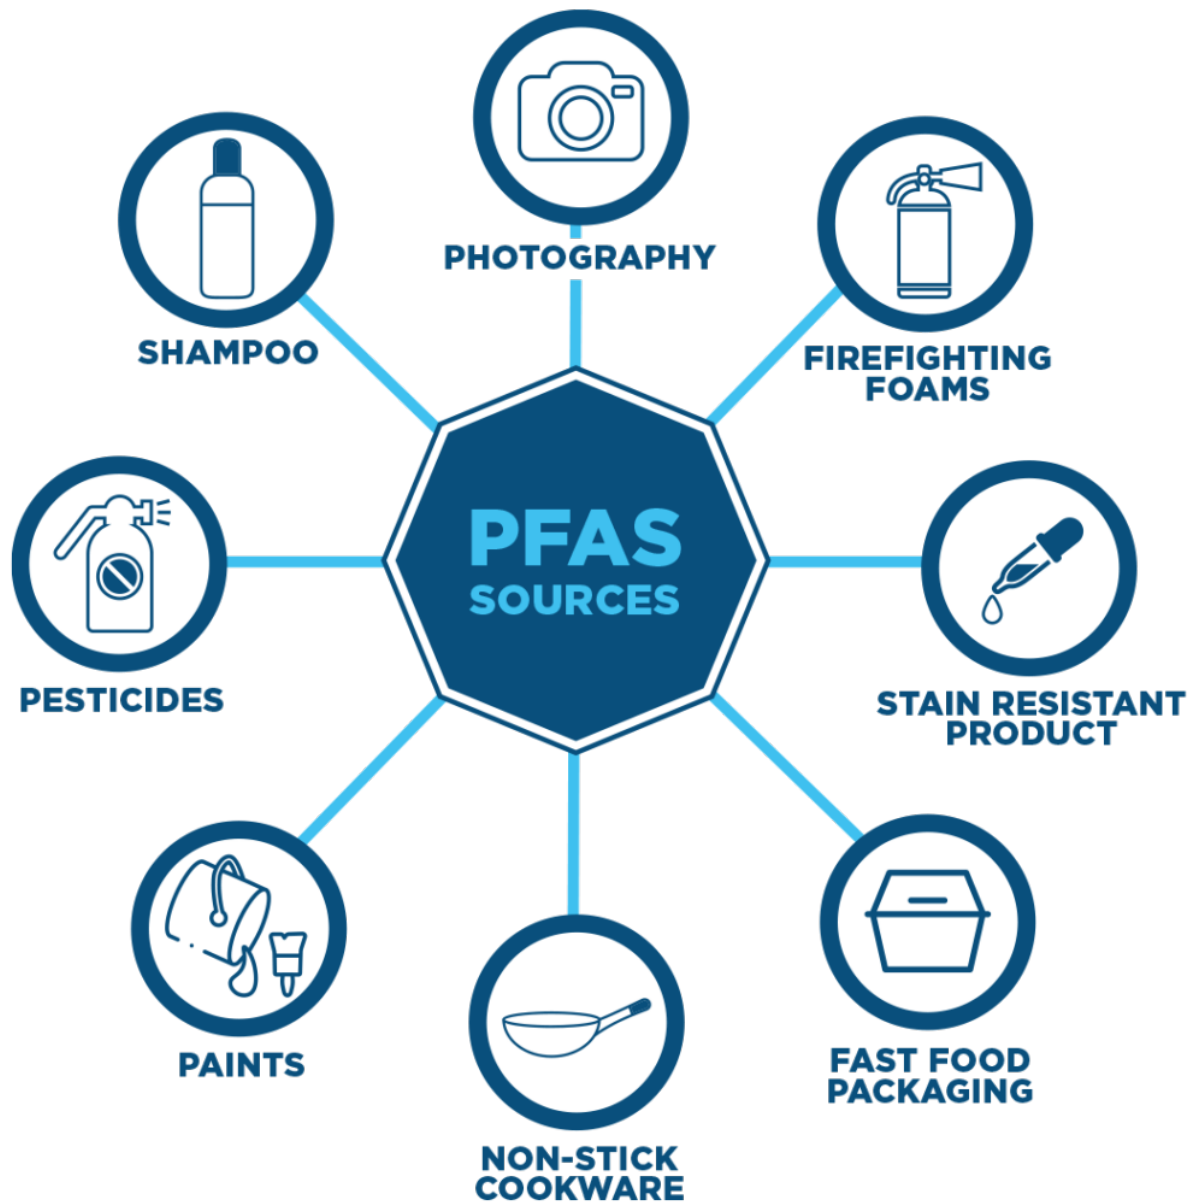 PHOTOGRAPHY
SHAMPOO
FIREFIGHTING
FOAMS
PFAS
SOURCES
PESTICIDES
STAIN RESISTANT
PRODUCT
PAINTS
FAST FOOD
PACKAGING
NON-STICK
COOKWARE